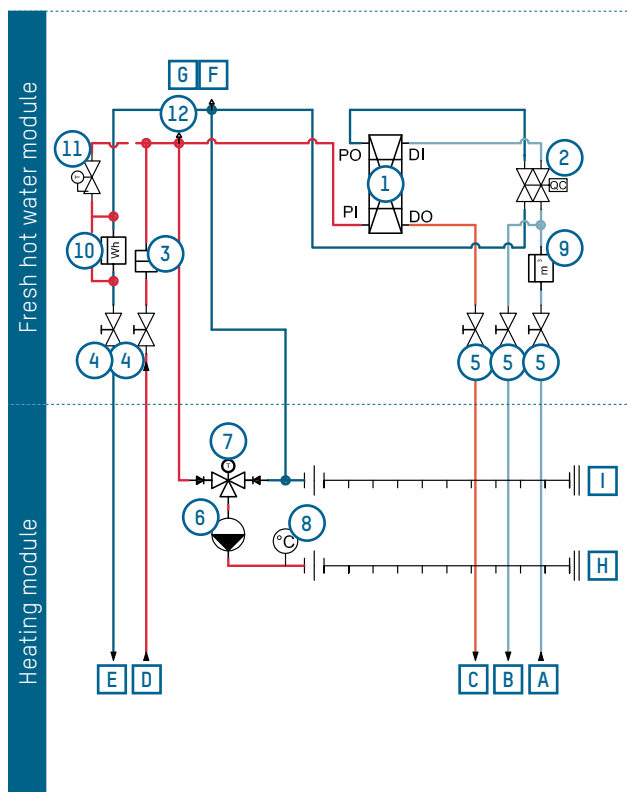 Fresh hot water module
G F
12
11
PO DI
2
1
QC
PI DO
10 Wh
3
m³ 9
4 4
5 5 5
7
T
6
8
°C
I
H
Heating module
E D
C B A
T